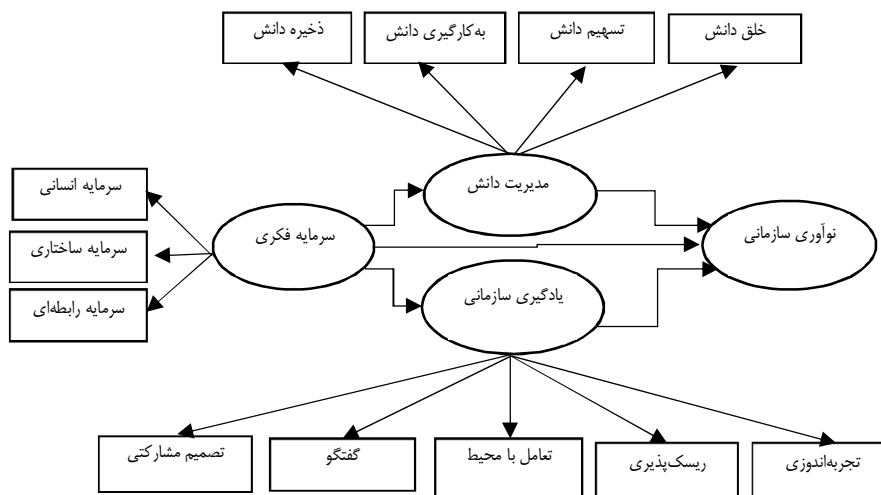 خلق دانش
تسهیم دانش
به‌کارگیری دانش
ذخیره دانش
مدیریت دانش
سرمایه انسانی
سرمایه ساختاری
سرمایه رابطه‌ای
سرمایه فکری
نوآوری سازمانی
یادگیری سازمانی
تجربه‌اندوزی
ریسک‌پذیری
تعامل با محیط
گفتگو
تصمیم مشارکتی